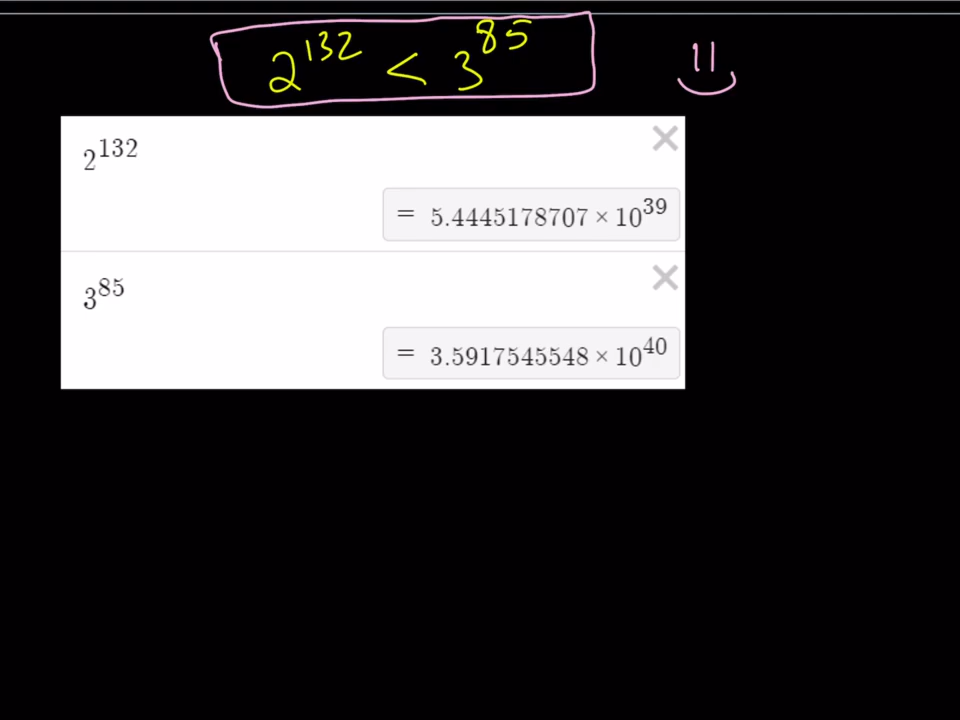 2^132 < 3^85
2^132
= 5.4445178707 × 10^39
3^85
= 3.5917545548 × 10^40